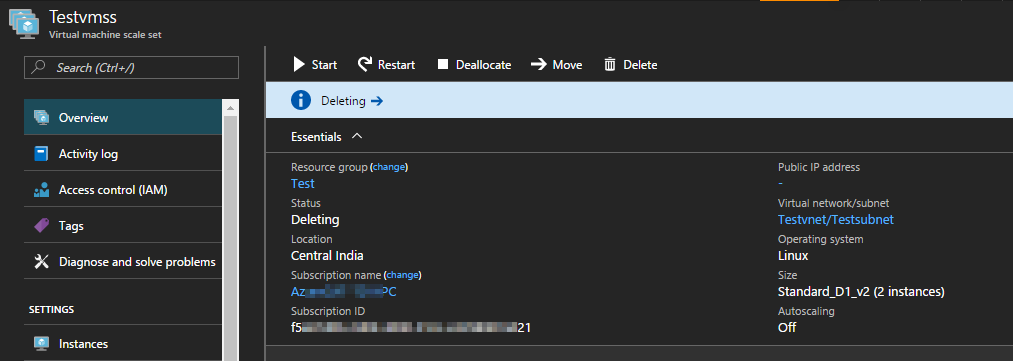 Testvmss
Virtual machine scale set
Search (Ctrl+/)
Overview
Activity log
Access control (IAM)
Tags
Diagnose and solve problems
SETTINGS
Instances
Start Restart Deallocate Move Delete
Deleting
Essentials
Resource group (change)
Test
Status
Deleting
Location
Central India
Subscription name (change)
Subscription ID
Public IP address
-
Virtual network/subnet
Testvnet/Testsubnet
Operating system
Linux
Size
Standard_D1_v2 (2 instances)
Autoscaling
Off